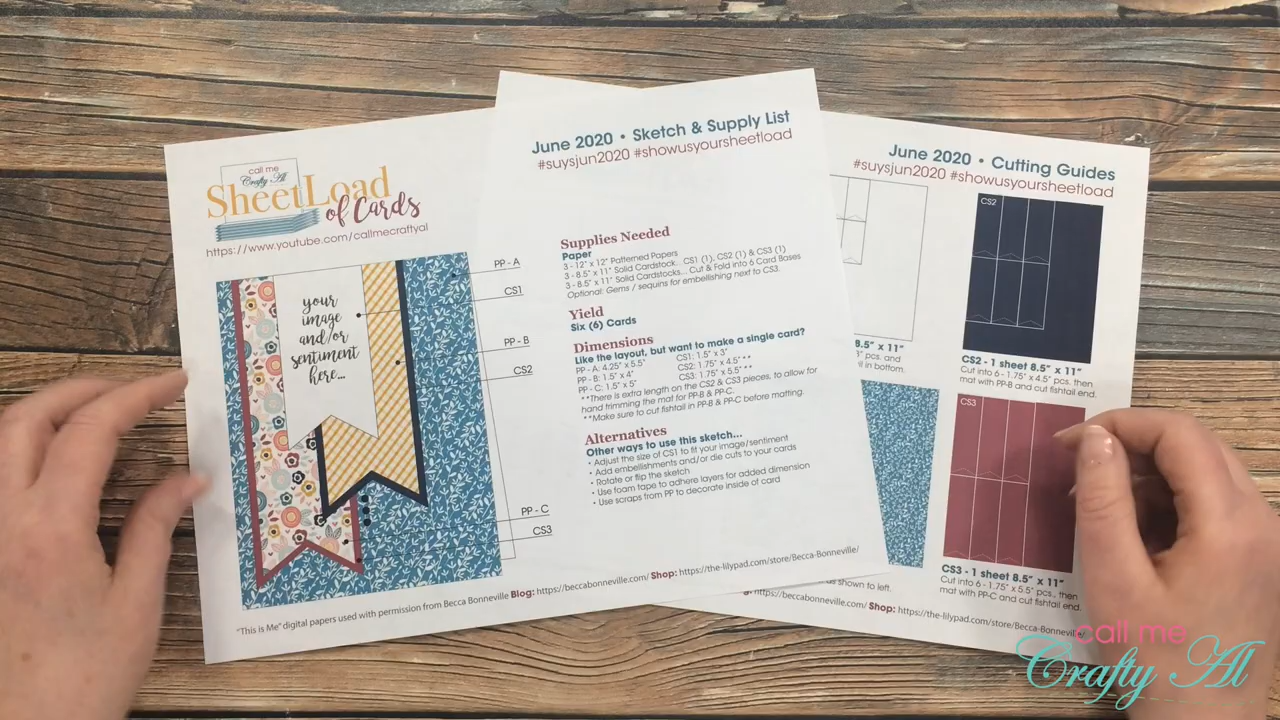 call me
Crafty Al
SheetLoad
of Cards
https://www.youtube.com/callmecraftyal
your
image
and/or
sentiment
here...
PP - A
CS1
PP - B
CS2
PP - C
CS3
"This is Me" digital papers used with permission from Becca Bonneville Blog: https://beccabonneville.com/ Shop: https://the-lilypad.com/store/Becca-Bonneville/
June 2020 • Sketch & Supply List
#suysjun2020 #showusyoursheetload
Supplies Needed
Paper
3 - 12" x 12" Patterned Papers
3 - 8.5" x 11" Solid Cardstock... CS1 (1), CS2 (1) & CS3 (1)
3 - 8.5" x 11" Solid Cardstocks... Cut & Fold into 6 Card Bases
Optional: Gems / sequins for embellishing next to CS3.
Yield
Six (6) Cards
Dimensions
Like the layout, but want to make a single card?
PP - A: 4.25" x 5.5"
PP - B: 1.5" x 4"
PP - C: 1.5" x 5"
CS1: 1.5" x 3"
CS2: 1.75" x 4.5" **
CS3: 1.75" x 5.5" **
**There is extra length on the CS2 & CS3 pieces, to allow for
hand trimming the mat for PP-B & PP-C.
**Make sure to cut fishtail in PP-B & PP-C before matting.
Alternatives
Other ways to use this sketch...
• Adjust the size of CS1 to fit your image/sentiment
• Add embellishments and/or die cuts to your cards
• Rotate or flip the sketch
• Use foam tape to adhere layers for added dimension
• Use scraps from PP to decorate inside of card
June 2020 • Cutting Guides
#suysjun2020 #showusyoursheetload
8.5" x 11"
pcs. and
in bottom.
CS2
CS2 - 1 sheet 8.5" x 11"
Cut into 6 - 1.75" x 4.5" pcs, then
mat with PP-B and cut fishtail end.
CS3
CS3 - 1 sheet 8.5" x 11"
Cut into 6 - 1.75" x 5.5" pcs., then
mat with PP-C and cut fishtail end.
as shown to left.
https://beccabonneville.com/ Shop: https://the-lilypad.com/store/Becca-Bonneville/
call me
Crafty Al